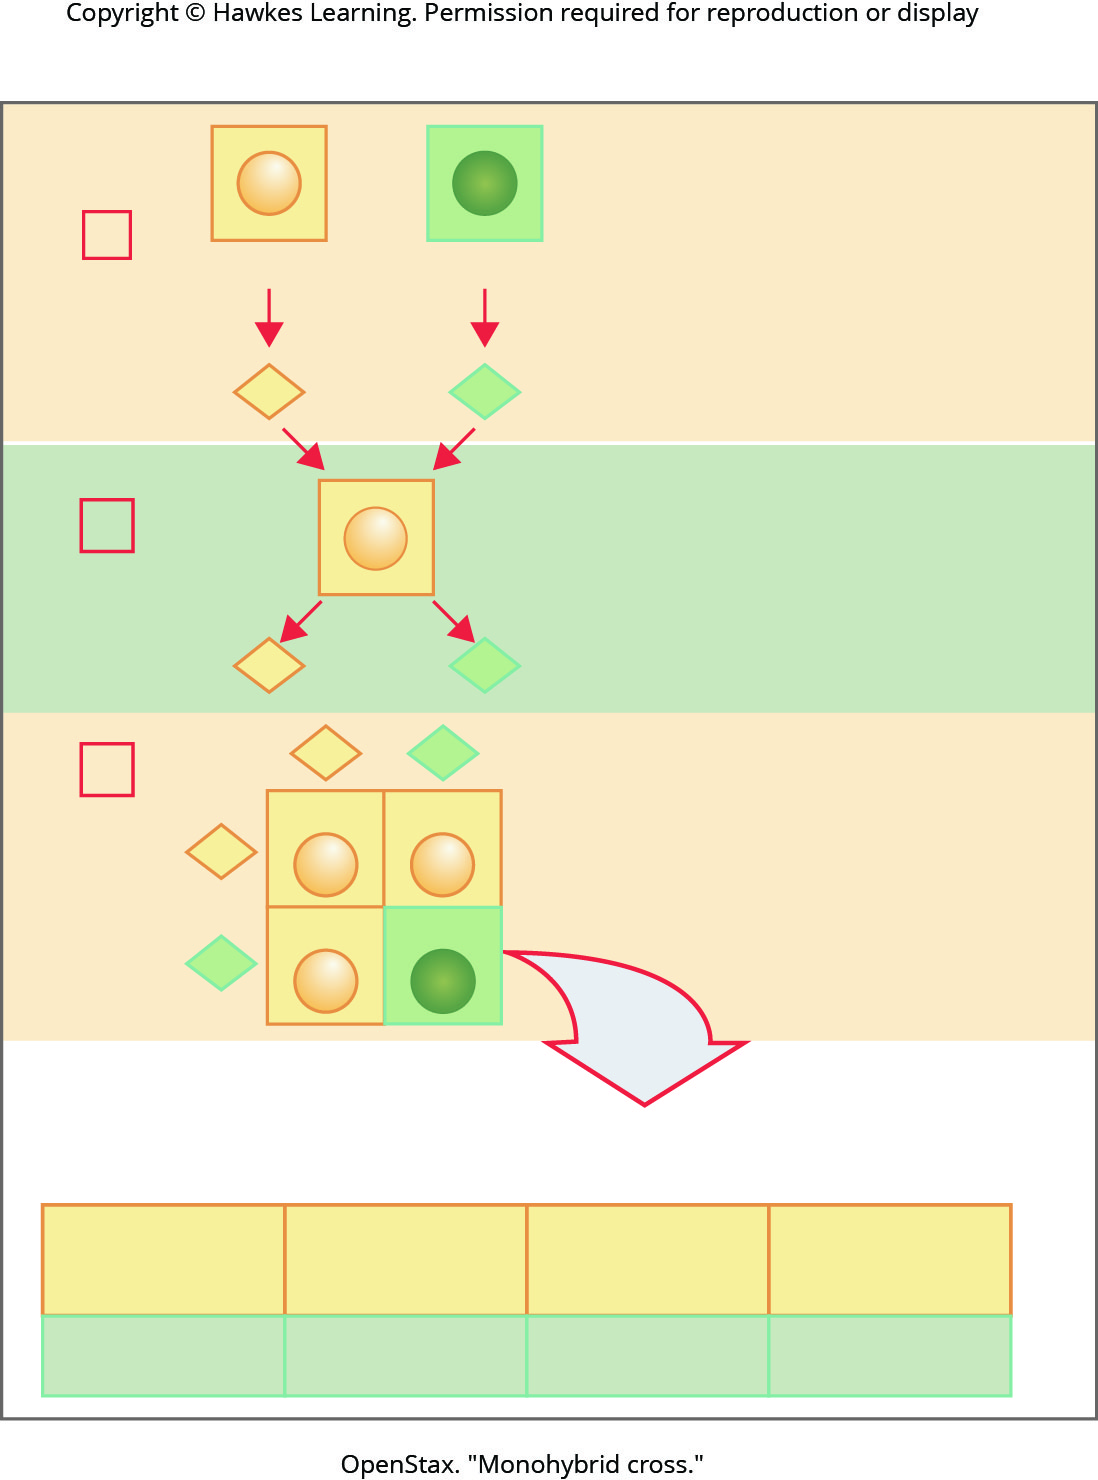 Copyright © Hawkes Learning. Permission required for reproduction or display
OpenStax. "Monohybrid cross."